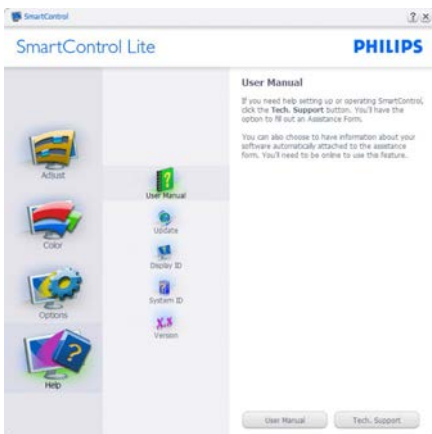 SmartControl
SmartControl Lite
PHILIPS
Adjust
Color
Options
Help
User Manual
Update
Display ID
System ID
Version
User Manual
If you need help setting up or operating SmartControl,
click the Tech. Support button. You'll have the
option to fill out an Assistance Form.
You can also choose to have information about your
software automatically attached to the assistance
form. You'll need to be online to use this feature.
User Manual
Tech. Support